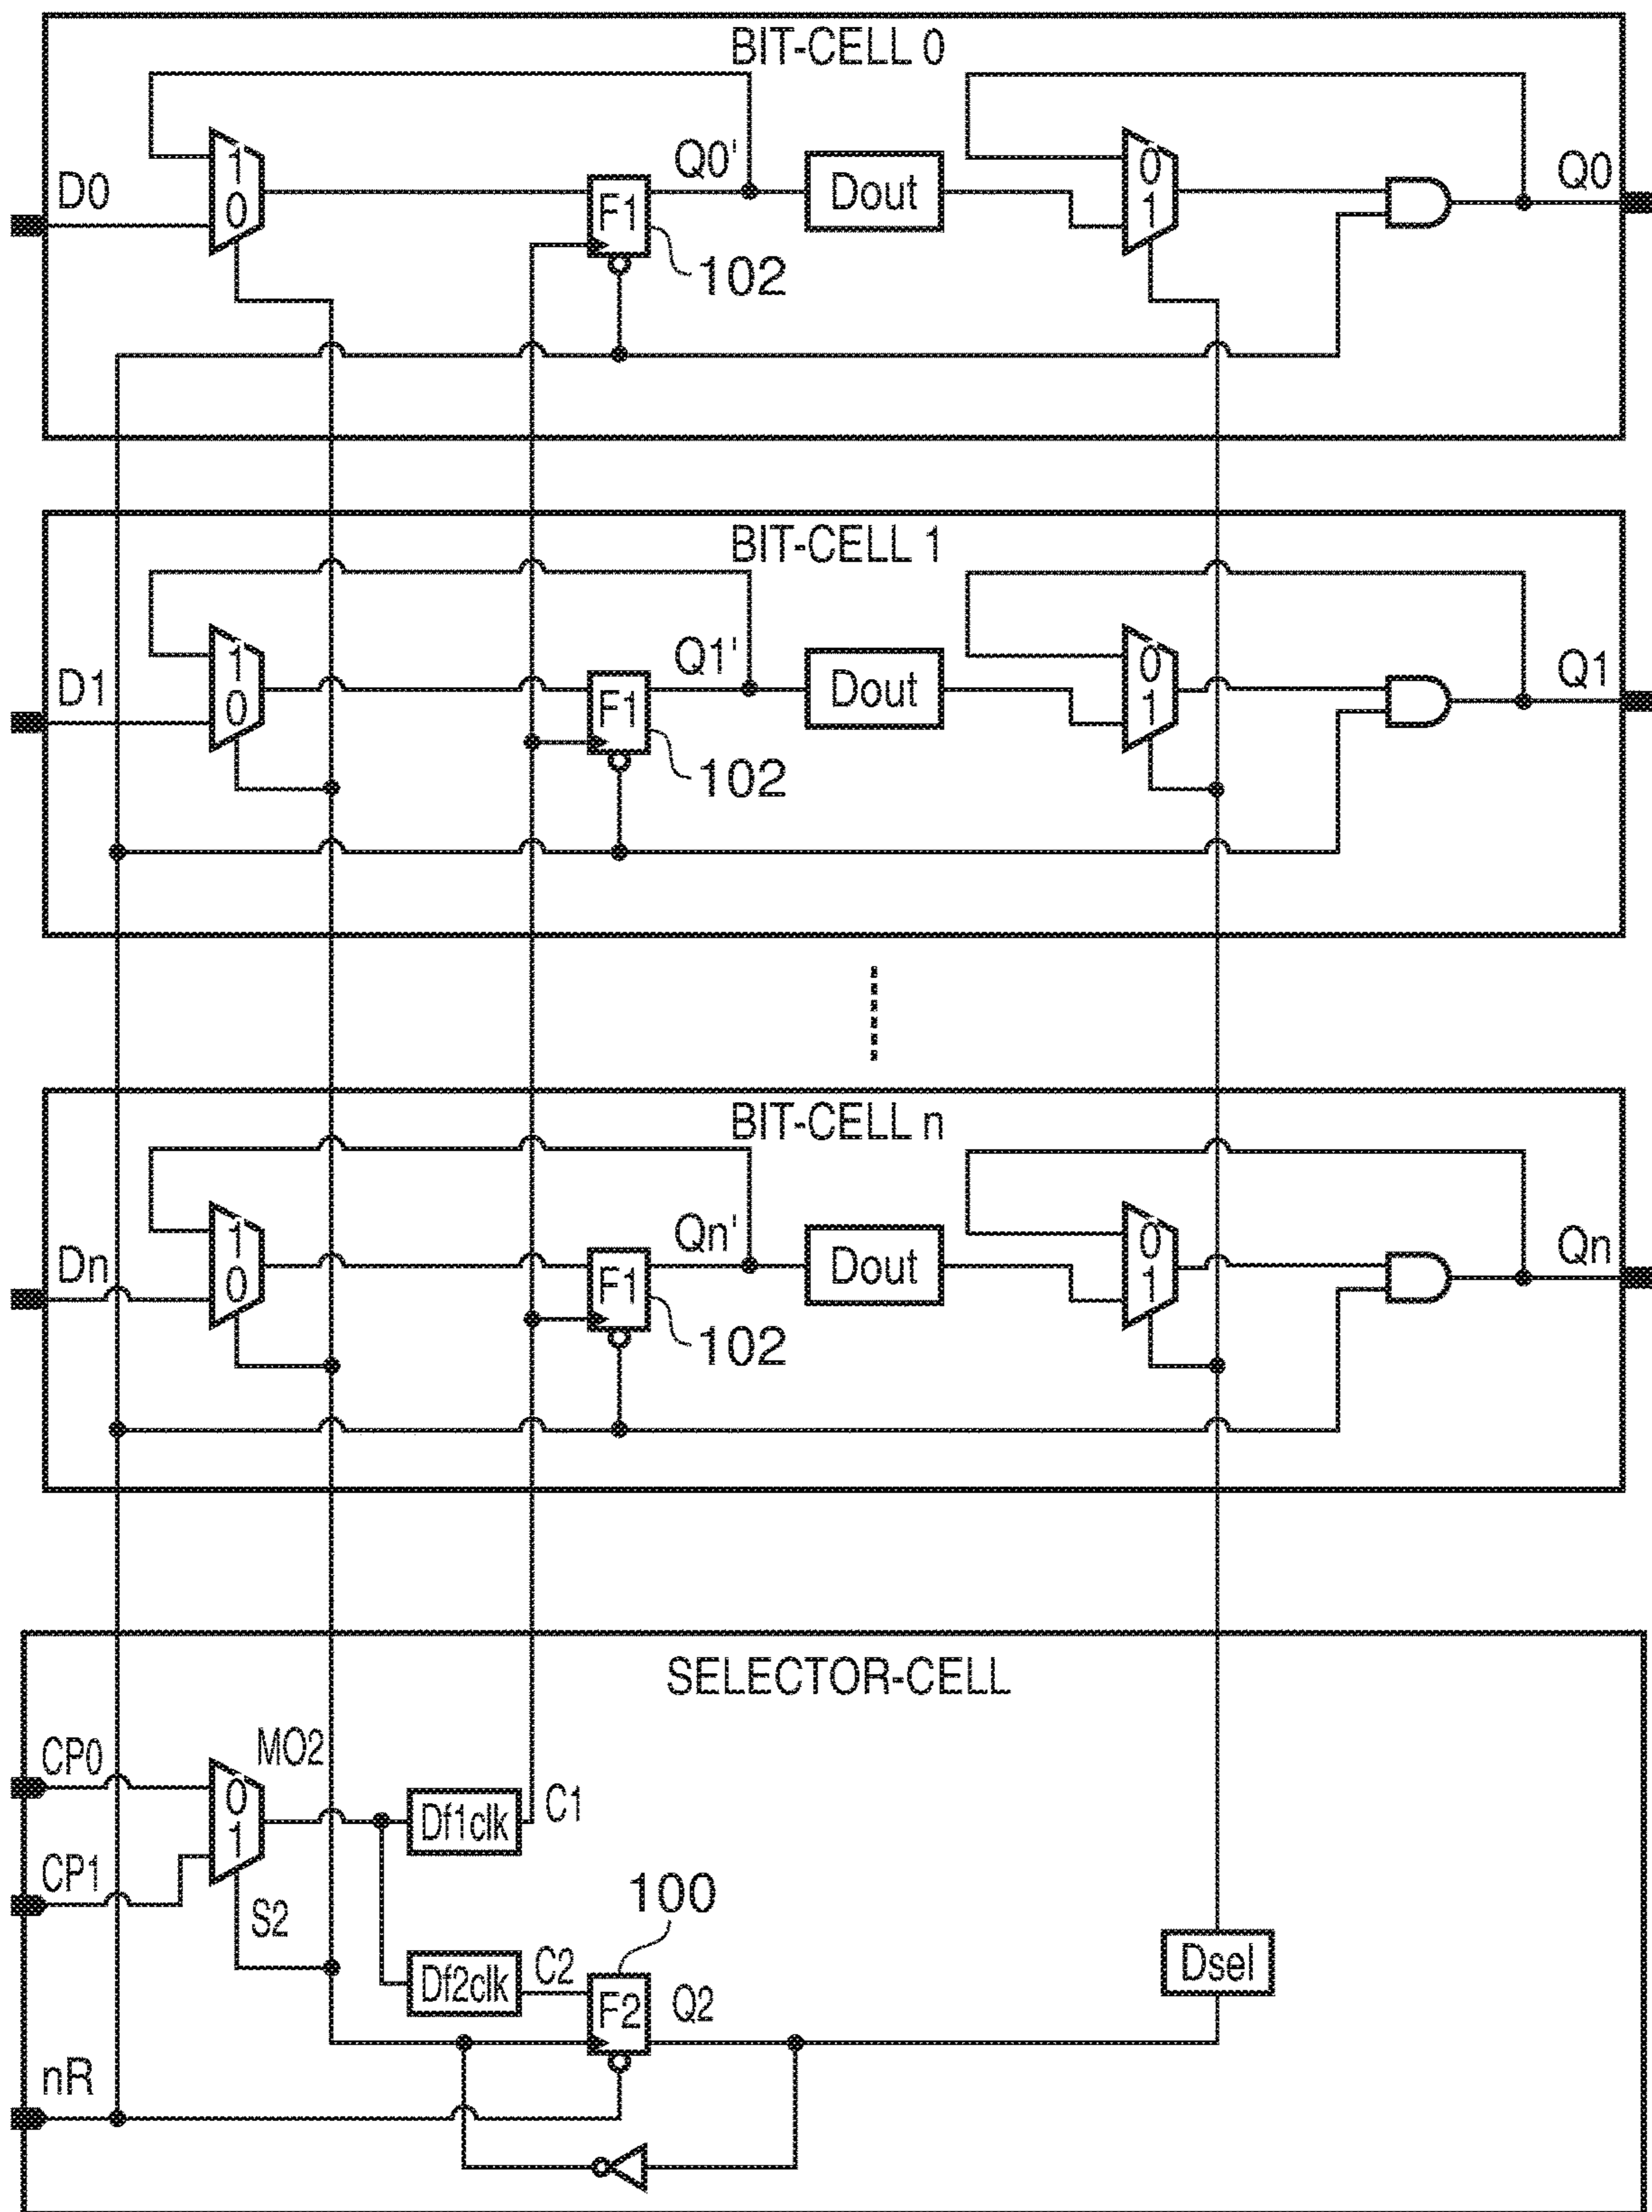 BIT-CELL 0
D0
1
0
F1
102
Q0'
Dout
0
1
Q0
BIT-CELL 1
D1
1
0
F1
102
Q1'
Dout
0
1
Q1
BIT-CELL n
Dn
1
0
F1
102
Qn'
Dout
0
1
Qn
SELECTOR-CELL
CP0
CP1
0
1
MO2
S2
Df1clk
C1
Df2clk
C2
100
F2
Q2
Dsel
nR